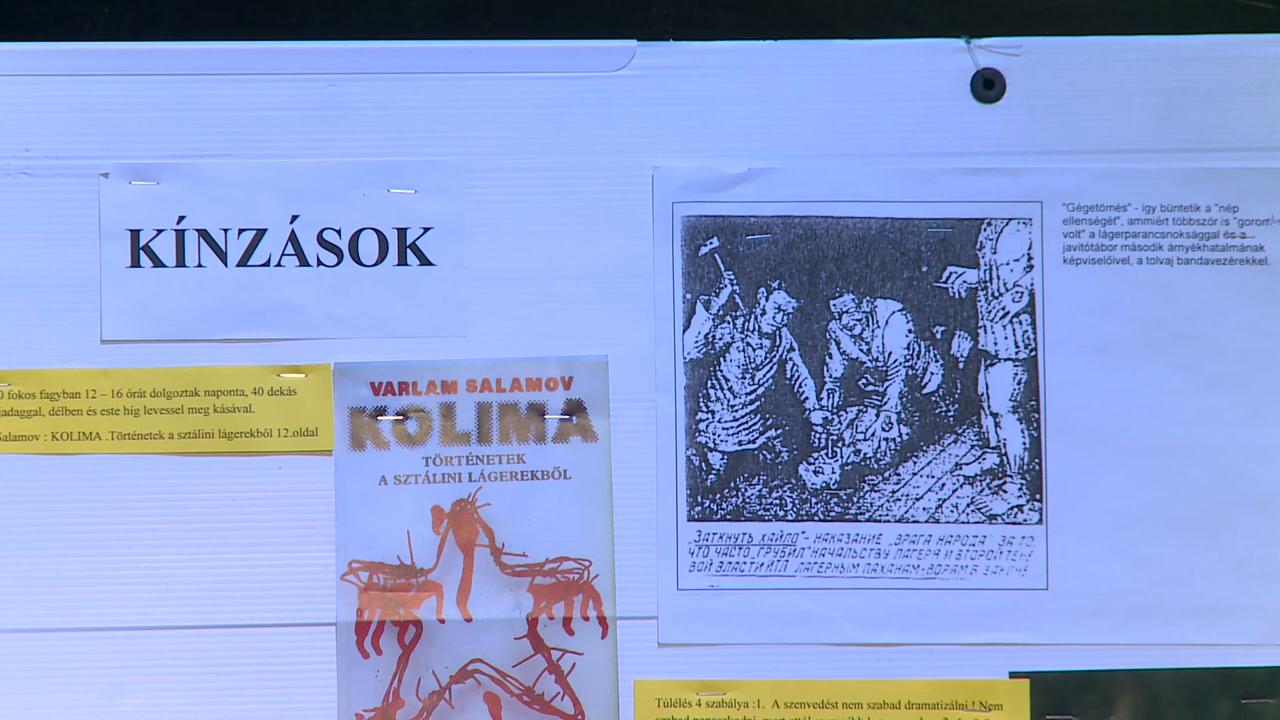 KÍNZÁSOK
"Gégetömés" - így büntetik a "nép
ellenségét", ammiért többször is "gorom
volt" a lágerparancsnoksággal és a
javitótábor második árnyékhatalmának
képviselőivel, a tolvaj bandavezérekkel.
fokos fagyban 12 – 16 órát dolgoztak naponta, 40 dekás
adaggal, délben és este híg levessel meg kásával.
Salamov : KOLIMA .Történetek a sztálini lágerekből 12.oldal
VARLAM SALAMOV
KOLIMA
TÖRTÉNETEK
A SZTÁLINI LÁGEREKBŐL
„ЗАТКНУТЬ ХАЙЛО"- НАКАЗАНИЕ „ВРАГА НАРОДА" ЗА ТО
ЧТО ЧАСТО „ГРУБИЛ" НАЧАЛЬСТВУ ЛАГЕРЯ И ВТОРОЙ ТЕНЕ
ВОЙ ВЛАСТИ ИТЛ ЛАГЕРНЫМ ПАХАНАМ-ВОРАМ
Túlélés 4 szabálya :1. A szenvedést nem szabad dramatizálni ! Nem